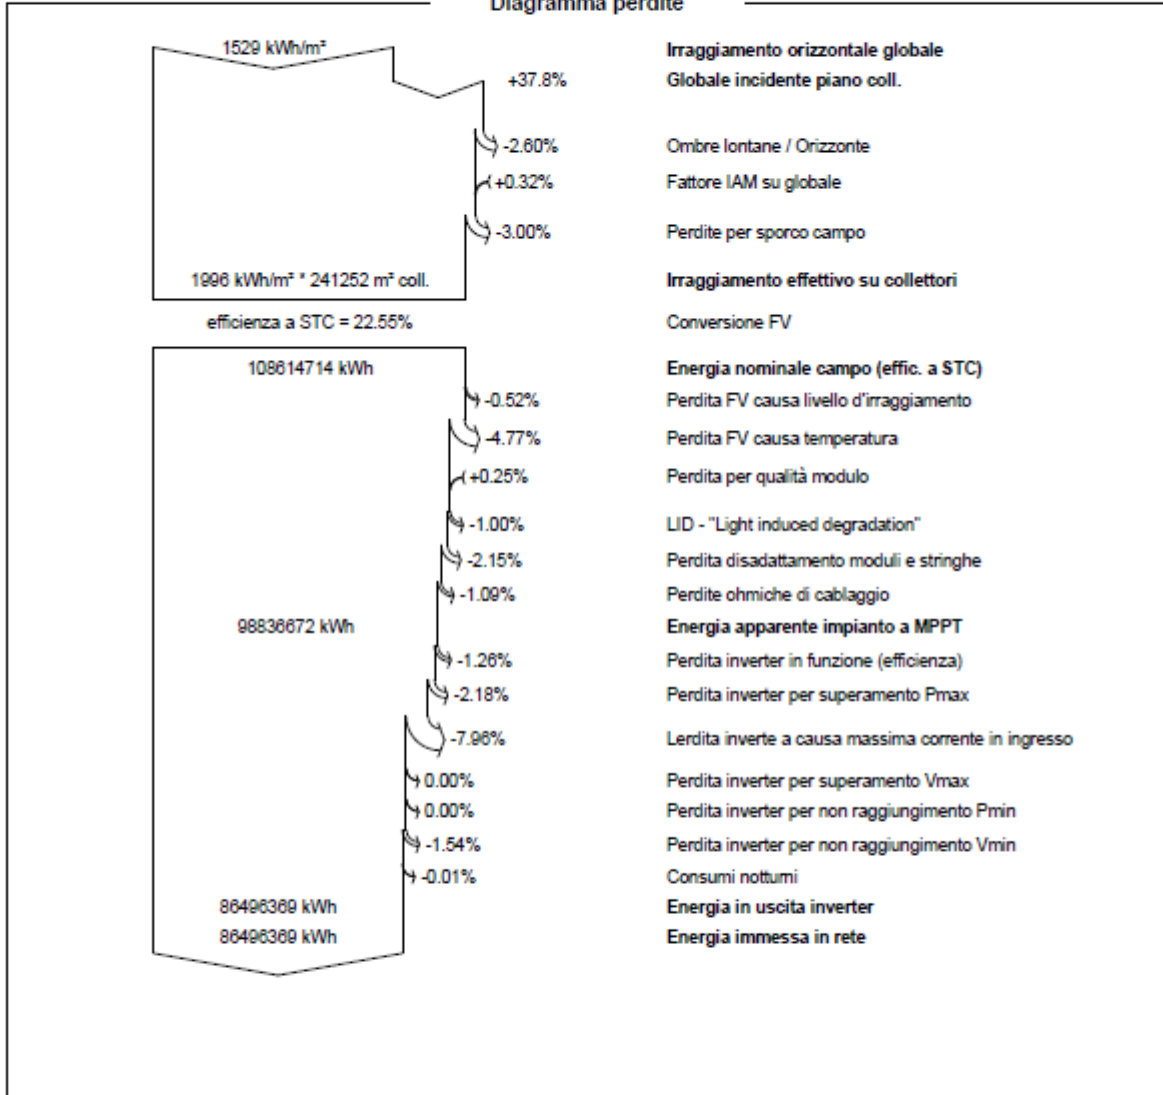 Diagramma perdite
1529 kWh/m² Irraggiamento orizzontale globale
+37.8% Globale incidente piano coll.
-2.60% Ombre lontane / Orizzonte
+0.32% Fattore IAM su globale
-3.00% Perdite per sporco campo
1996 kWh/m² * 241252 m² coll. Irraggiamento effettivo su collettori
efficienza a STC = 22.55% Conversione FV
108614714 kWh Energia nominale campo (effic. a STC)
-0.52% Perdita FV causa livello d'irraggiamento
-4.77% Perdita FV causa temperatura
+0.25% Perdita per qualità modulo
-1.00% LID - "Light induced degradation"
-2.15% Perdita disadattamento moduli e stringhe
-1.09% Perdite ohmiche di cablaggio
98836672 kWh Energia apparente impianto a MPPT
-1.26% Perdita inverter in funzione (efficienza)
-2.18% Perdita inverter per superamento Pmax
-7.96% Lerdita inverte a causa massima corrente in ingresso
0.00% Perdita inverter per superamento Vmax
0.00% Perdita inverter per non raggiungimento Pmin
-1.54% Perdita inverter per non raggiungimento Vmin
-0.01% Consumi notturni
86496369 kWh Energia in uscita inverter
86496369 kWh Energia immessa in rete